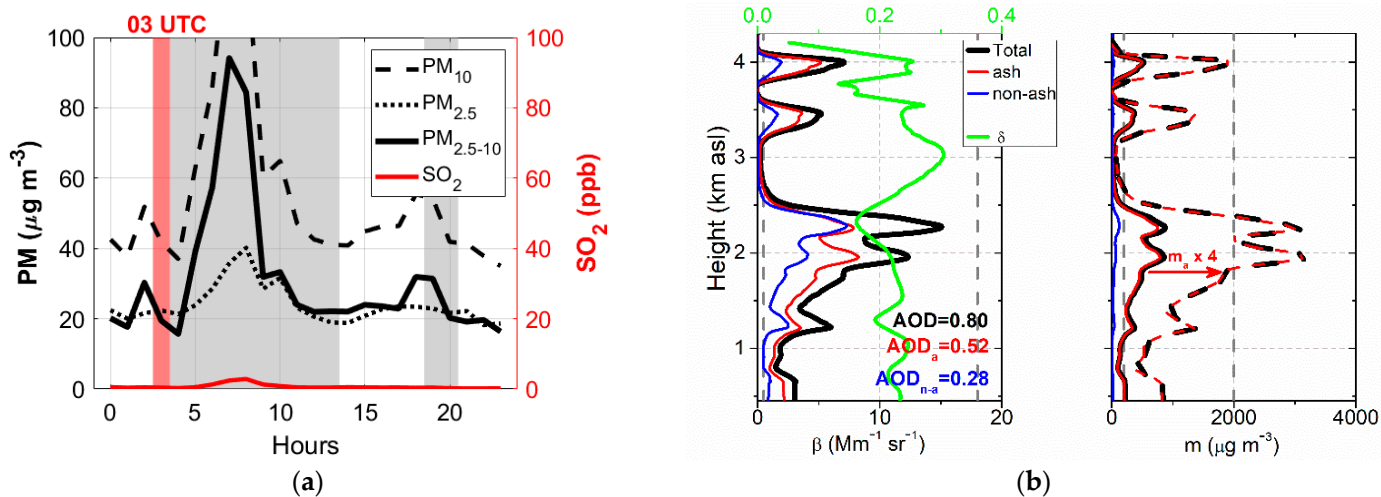 03 UTC
100
80
60
40
20
0
PM (μg m⁻³)
PM₁₀
PM₂.₅
PM₂.₅₋₁₀
SO₂
100
80
60
40
20
0
SO₂ (ppb)
0 5 10 15 20
Hours
(a)
0.0 0.2 0.4
4
3
2
1
Height (km asl)
Total
ash
non-ash
δ
AOD=0.80
AODₐ=0.52
AODₙ₋ₐ=0.28
0 10 20
β (Mm⁻¹ sr⁻¹)
mₐ x 4
0 2000 4000
m (μg m⁻³)
(b)